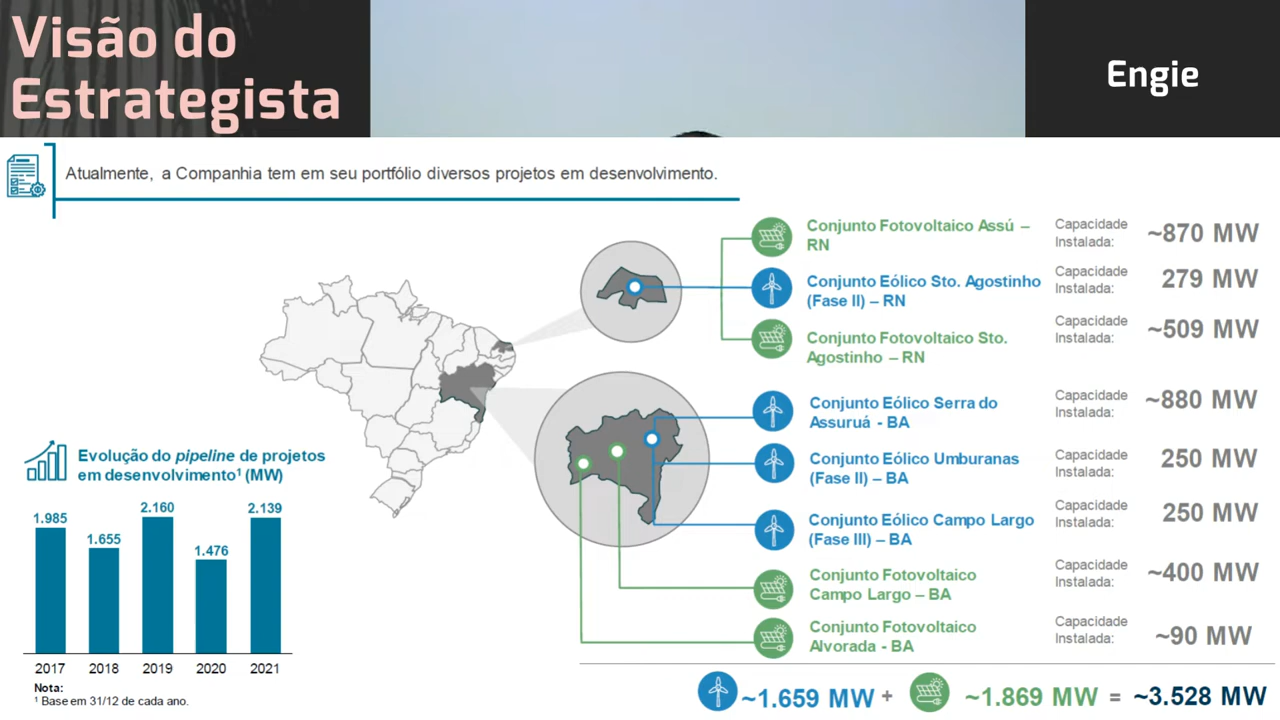 Visão do
Estrategista
Engie
Atualmente, a Companhia tem em seu portfólio diversos projetos em desenvolvimento.
Conjunto Fotovoltaico Assú –
RN
Capacidade
Instalada:
~870 MW
Conjunto Eólico Sto. Agostinho
(Fase II) – RN
Capacidade
Instalada:
279 MW
Conjunto Fotovoltaico Sto.
Agostinho – RN
Capacidade
Instalada:
~509 MW
Conjunto Eólico Serra do
Assuruá - BA
Capacidade
Instalada:
~880 MW
Conjunto Eólico Umburanas
(Fase II) – BA
Capacidade
Instalada:
250 MW
Conjunto Eólico Campo Largo
(Fase III) – BA
Capacidade
Instalada:
250 MW
Conjunto Fotovoltaico
Campo Largo – BA
Capacidade
Instalada:
~400 MW
Conjunto Fotovoltaico
Alvorada - BA
Capacidade
Instalada:
~90 MW
~1.659 MW + ~1.869 MW = ~3.528 MW
Evolução do pipeline de projetos
em desenvolvimento¹ (MW)
1.985
1.655
2.160
1.476
2.139
2017 2018 2019 2020 2021
Nota:
¹ Base em 31/12 de cada ano.